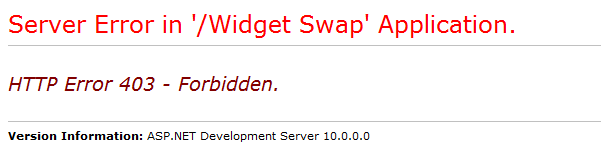 Server Error in '/Widget Swap' Application.
HTTP Error 403 - Forbidden.
Version Information: ASP.NET Development Server 10.0.0.0